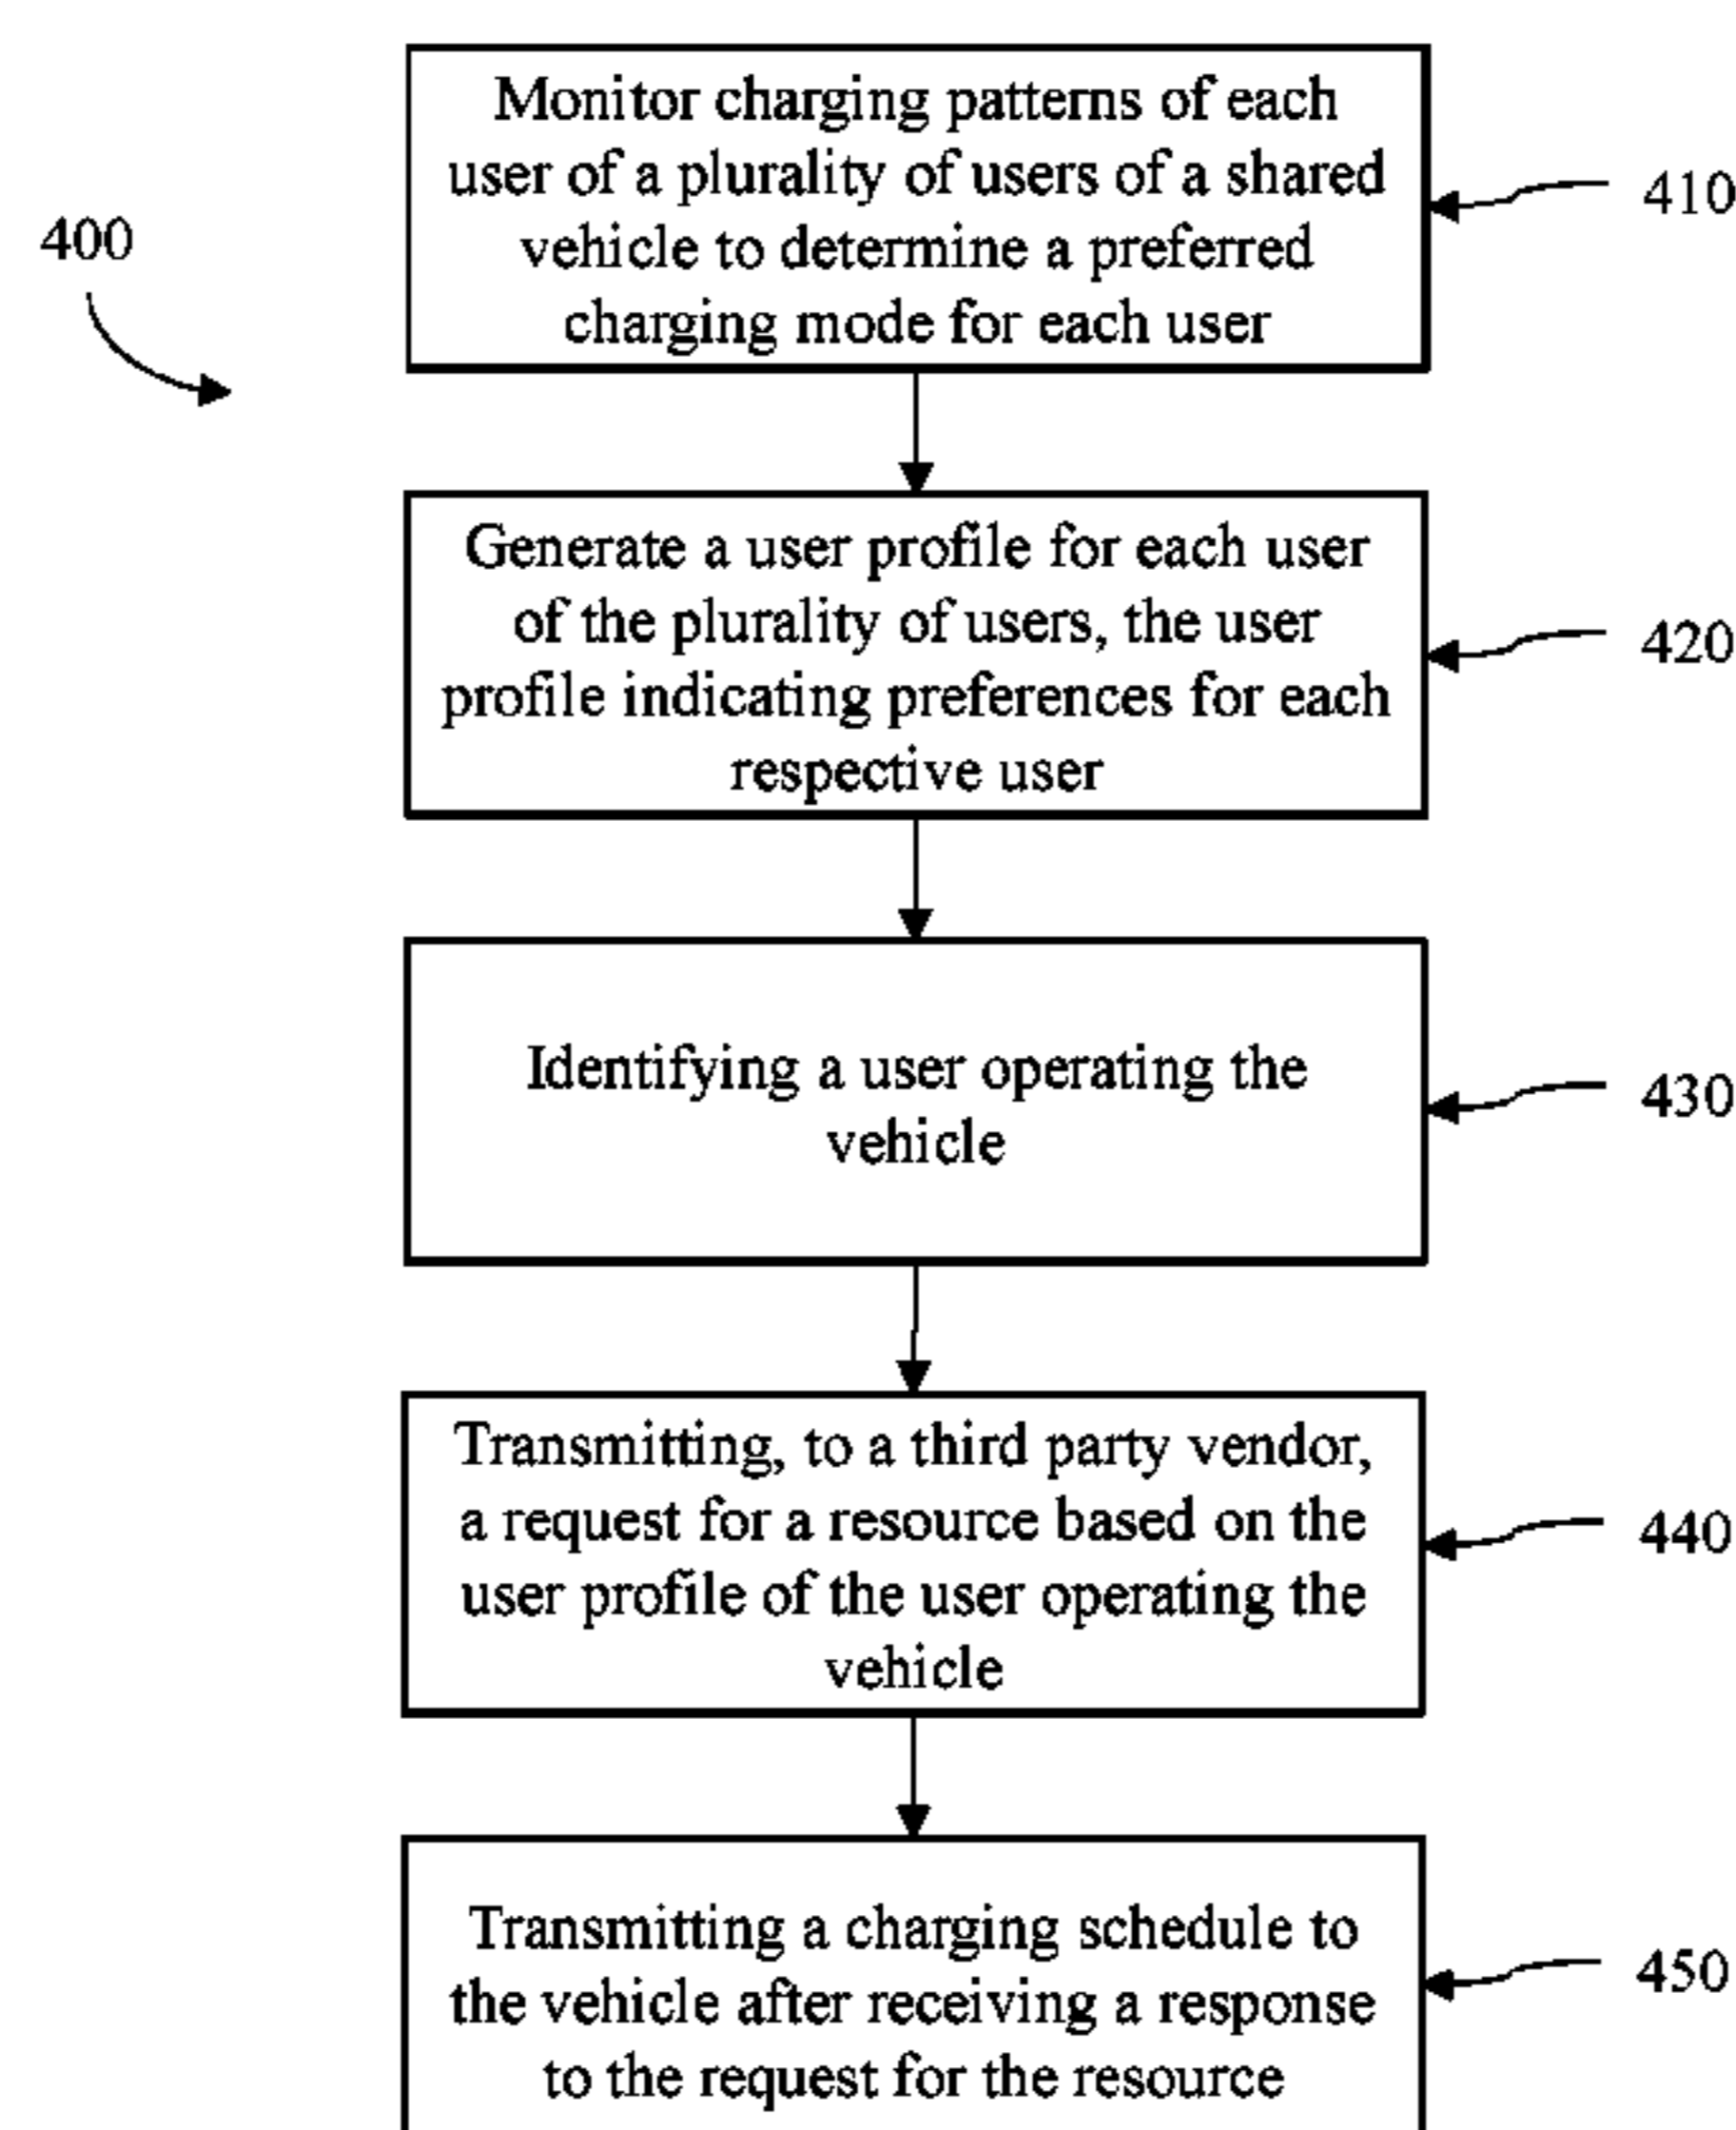 400
Monitor charging patterns of each
user of a plurality of users of a shared
vehicle to determine a preferred
charging mode for each user
410
Generate a user profile for each user
of the plurality of users, the user
profile indicating preferences for each
respective user
420
Identifying a user operating the
vehicle
430
Transmitting, to a third party vendor,
a request for a resource based on the
user profile of the user operating the
vehicle
440
Transmitting a charging schedule to
the vehicle after receiving a response
to the request for the resource
450